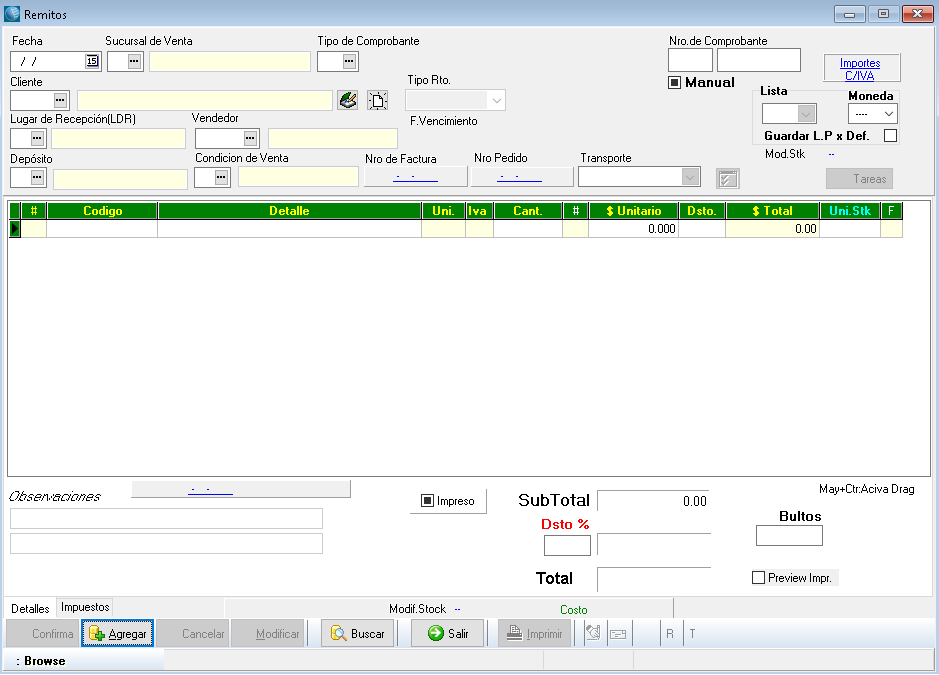 Remitos
Fecha Sucursal de Venta Tipo de Comprobante Nro.de Comprobante
/ / 15 ... ... Importes C/IVA
Cliente Tipo Rto. Manual
... Lista Moneda
----
Lugar de Recepción(LDR) Vendedor F.Vencimiento
... ... Guardar L.P x Def.
Depósito Condicion de Venta Nro de Factura Nro Pedido Transporte Mod.Stk --
... ... - - - - Tareas
# Codigo Detalle Uni. Iva Cant. # $ Unitario Dsto. $ Total Uni.Stk F
0.000 0.00
Observaciones - - Impreso SubTotal 0.00 May+Ctr:Aciva Drag
Dsto % Bultos
Total Preview Impr.
Detalles Impuestos Modif.Stock -- Costo
Confirma Agregar Cancelar Modificar Buscar Salir Imprimir R T
: Browse